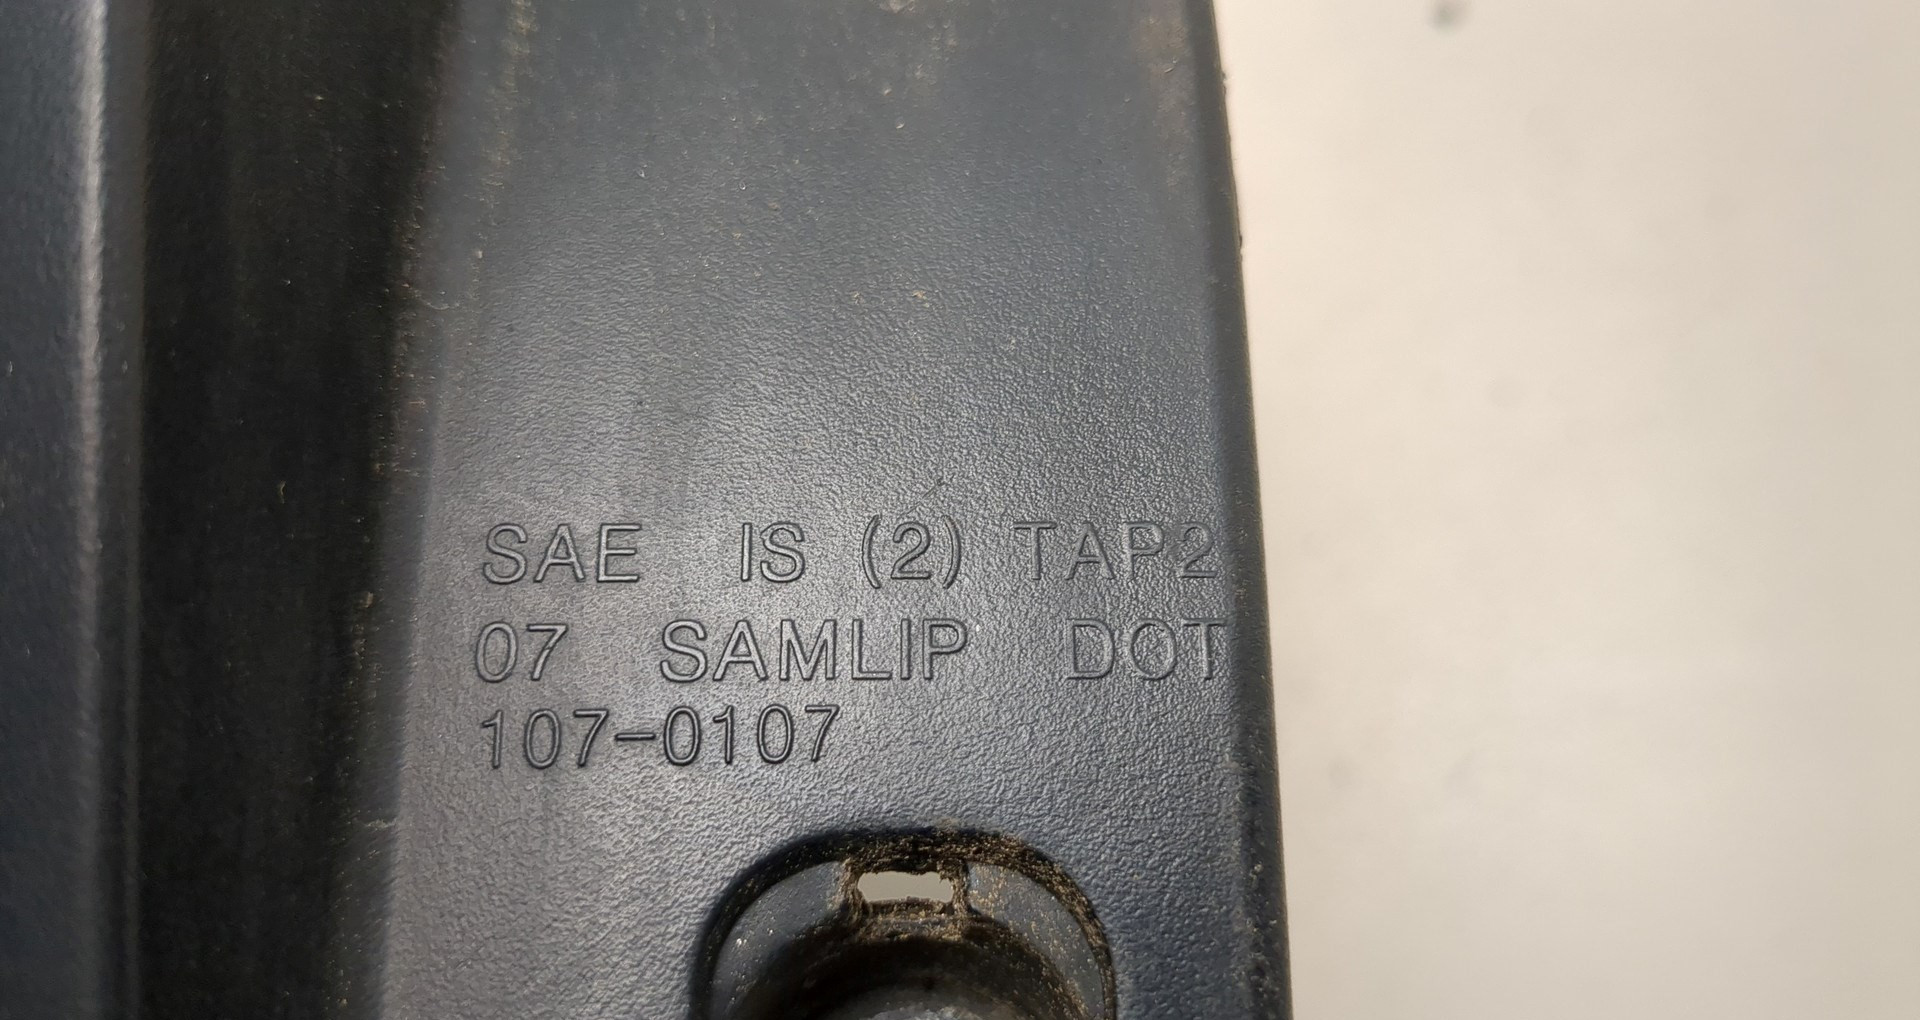 SAE IS (2) TAP2
07 SAMLIP DOT
107-0107